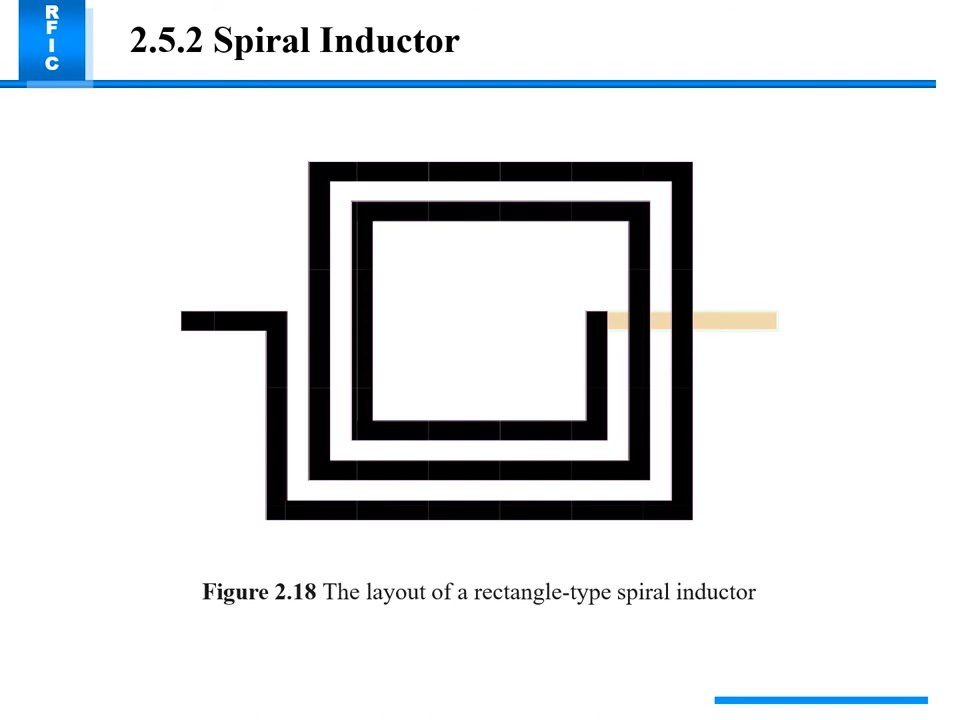 R
F
I
C
2.5.2 Spiral Inductor
Figure 2.18 The layout of a rectangle-type spiral inductor